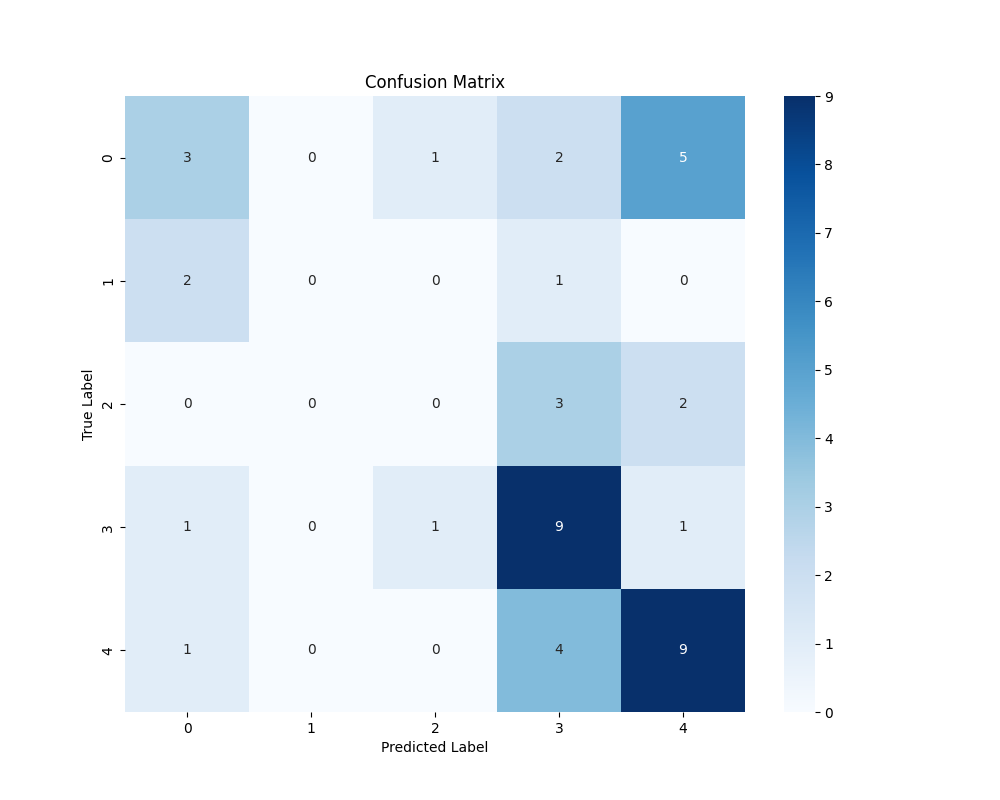 Confusion Matrix
0 3 0 1 2 5
1 2 0 0 1 0
2 0 0 0 3 2
3 1 0 1 9 1
4 1 0 0 4 9
0 1 2 3 4
True Label
Predicted Label
9
8
7
6
5
4
3
2
1
0